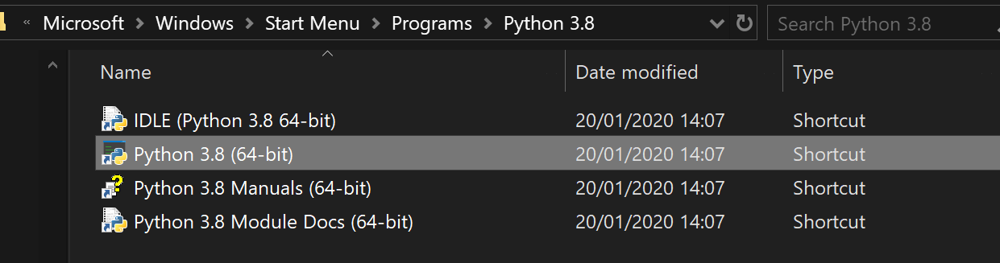 « Microsoft > Windows > Start Menu > Programs > Python 3.8 Search Python 3.8
Name Date modified Type
IDLE (Python 3.8 64-bit) 20/01/2020 14:07 Shortcut
Python 3.8 (64-bit) 20/01/2020 14:07 Shortcut
Python 3.8 Manuals (64-bit) 20/01/2020 14:07 Shortcut
Python 3.8 Module Docs (64-bit) 20/01/2020 14:07 Shortcut